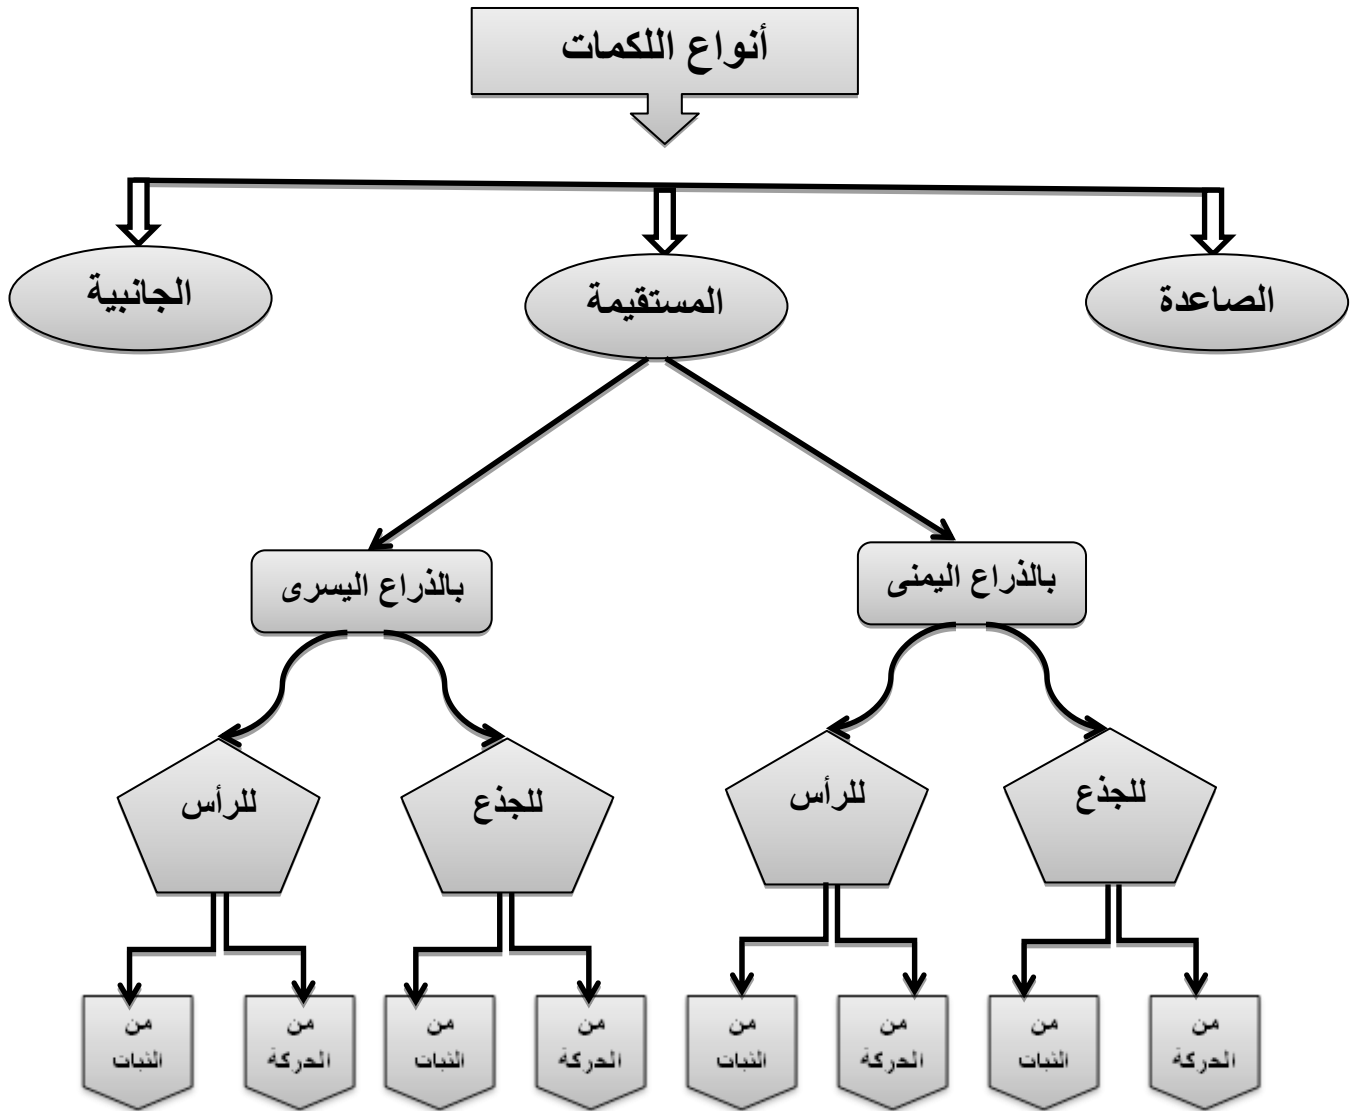 أنواع اللكمات
الصاعدة
المستقيمة
الجانبية
بالذراع اليمنى
بالذراع اليسرى
للجذع
للرأس
للجذع
للرأس
من
الحركة
من
الثبات
من
الحركة
من
الثبات
من
الحركة
من
الثبات
من
الحركة
من
الثبات